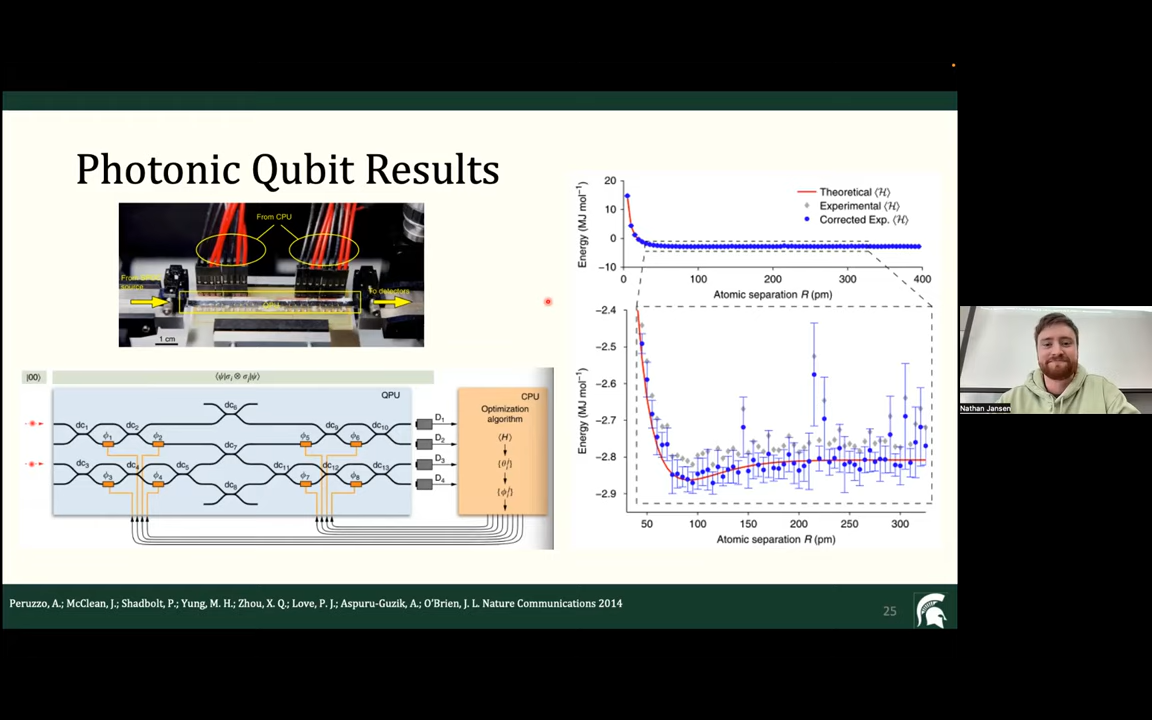 Photonic Qubit Results
From CPU
To detectors
1 cm
|00⟩
⟨ψ|σᵢ ⊗ σⱼ|ψ⟩
QPU
CPU
dc₁
dc₂
dc₃
dc₄
dc₅
dc₆
dc₇
dc₈
dc₉
dc₁₀
dc₁₁
dc₁₂
dc₁₃
ϕ₁
ϕ₂
ϕ₃
ϕ₄
ϕ₅
ϕ₆
ϕ₇
ϕ₈
D₁
D₂
D₃
D₄
Optimization
algorithm
⟨H⟩
Energy (MJ mol⁻¹)
20
10
0
−10
Theoretical ⟨H⟩
Experimental ⟨H⟩
Corrected Exp. ⟨H⟩
0 100 200 300 400
Atomic separation R (pm)
Energy (MJ mol⁻¹)
−2.4
−2.5
−2.6
−2.7
−2.8
−2.9
50 100 150 200 250 300
Atomic separation R (pm)
Nathan Jansen
Peruzzo, A.; McClean, J.; Shadbolt, P.; Yung, M. H.; Zhou, X. Q.; Love, P. J.; Aspuru-Guzik, A.; O'Brien, J. L. Nature Communications 2014
25